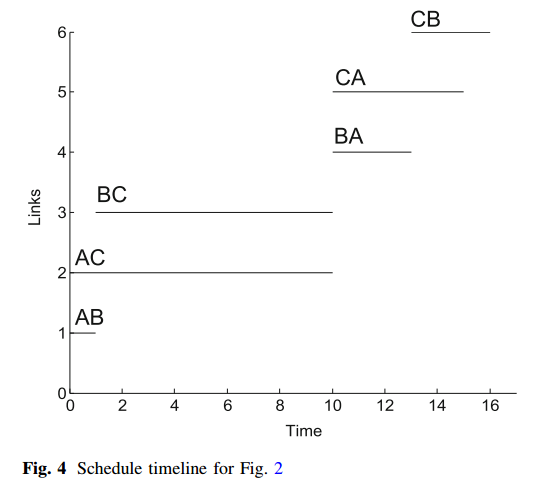 CB
6
CA
5
BA
4
BC
3
Links
AC
2
AB
1
0
0 2 4 6 8 10 12 14 16
Time
Fig. 4 Schedule timeline for Fig. 2